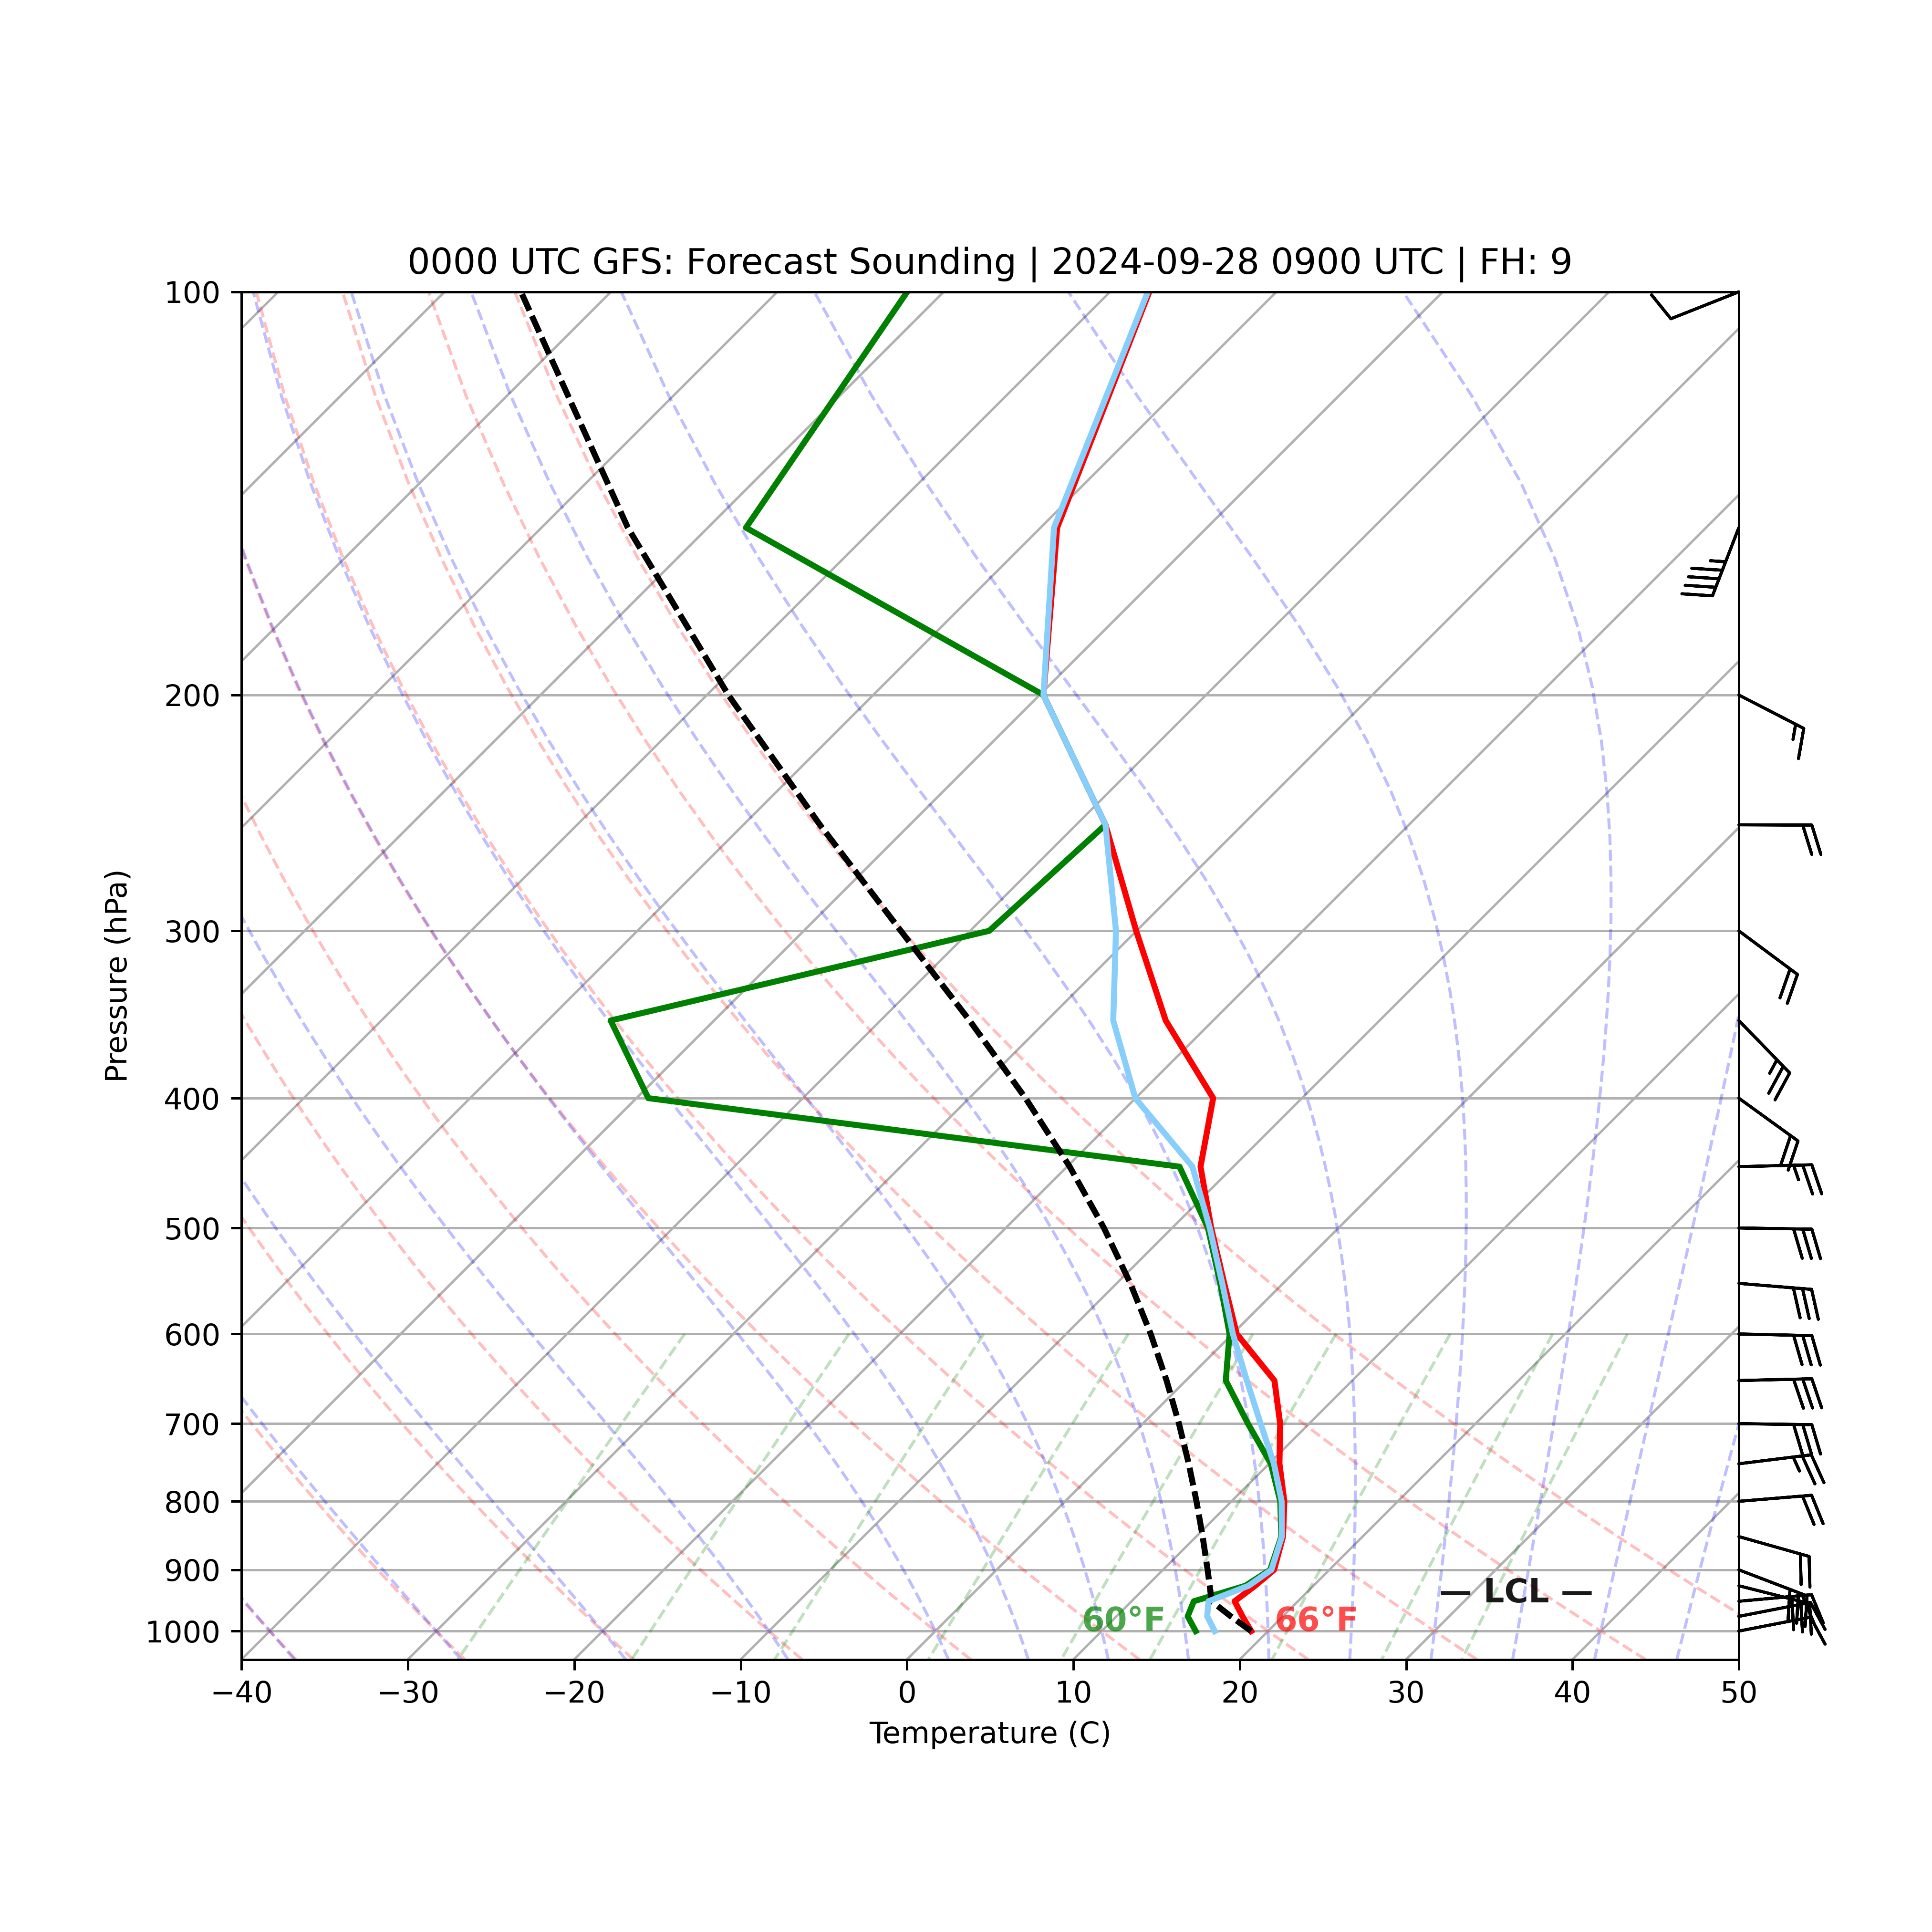 0000 UTC GFS: Forecast Sounding | 2024-09-28 0900 UTC | FH: 9
100
200
300
400
500
600
700
800
900
1000
Pressure (hPa)
— LCL —
60°F
66°F
−40 −30 −20 −10 0 10 20 30 40 50
Temperature (C)